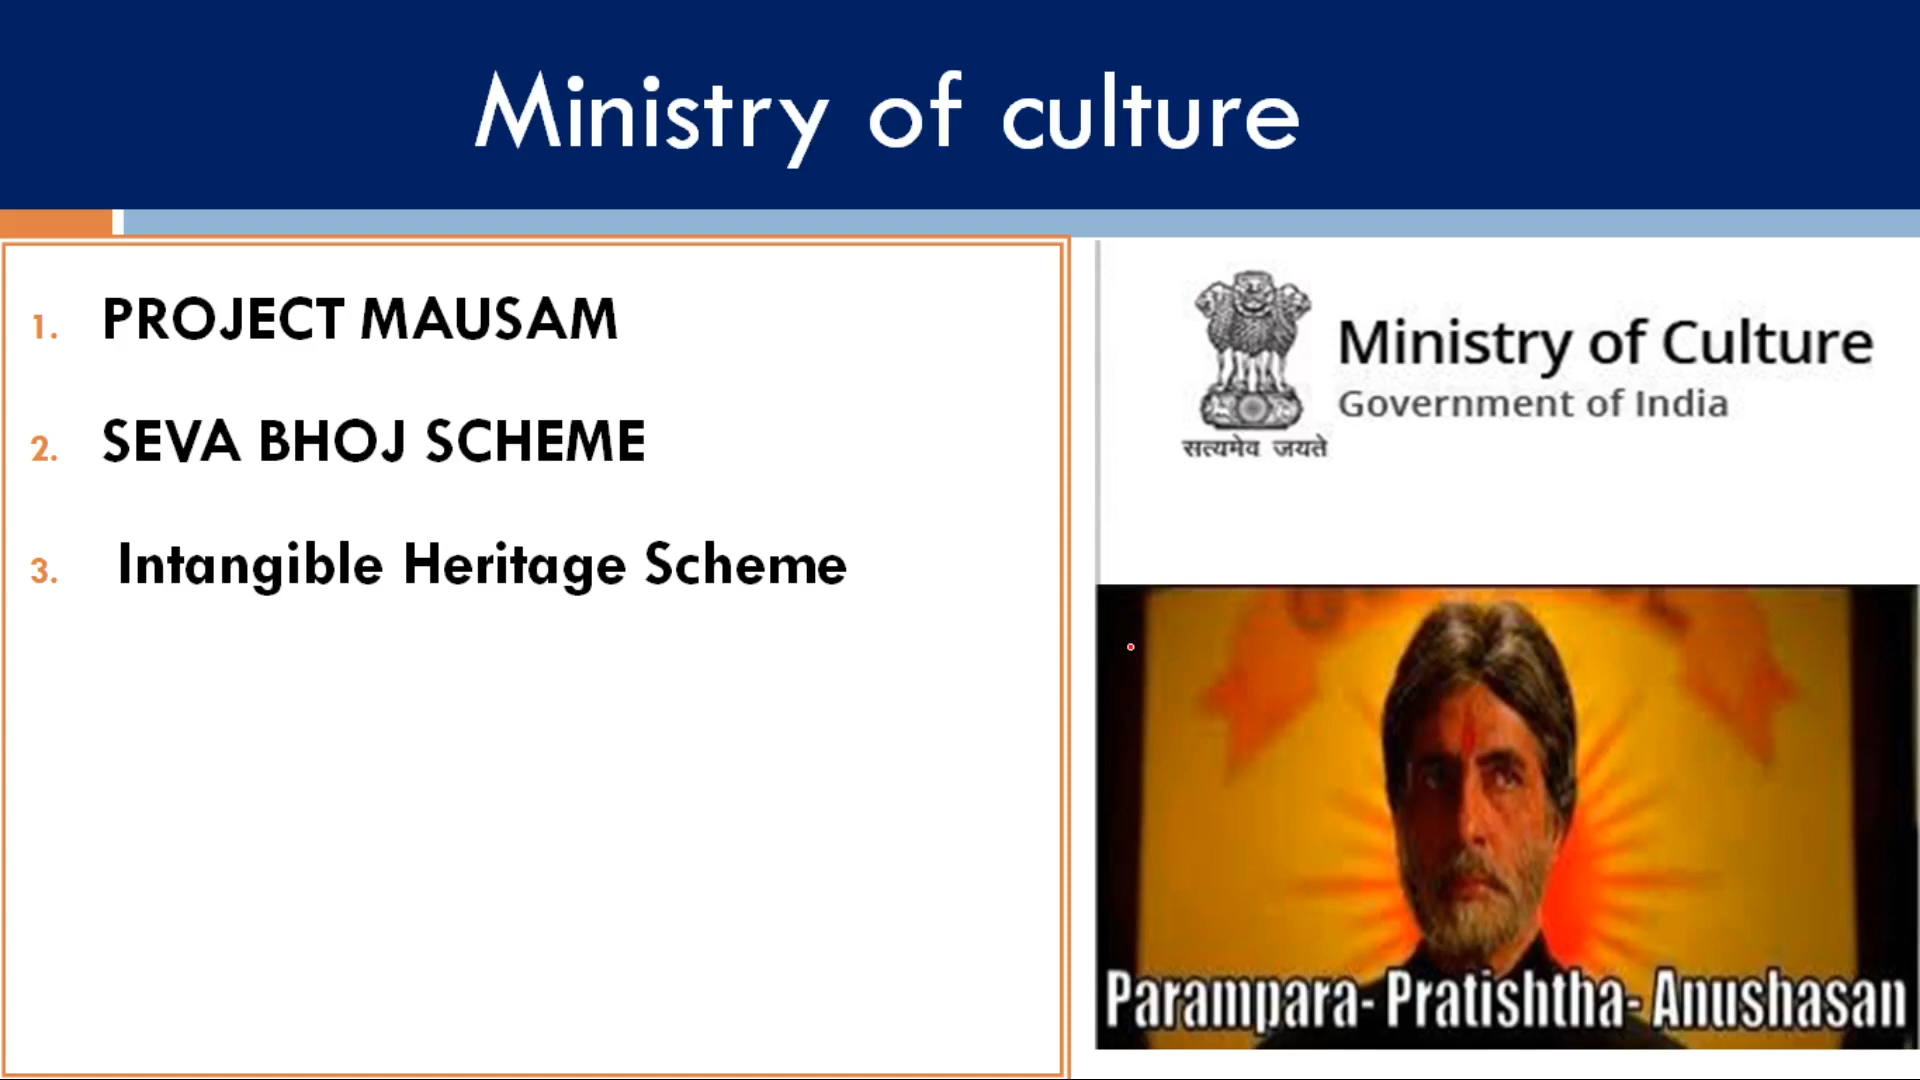 Ministry of culture
1. PROJECT MAUSAM
2. SEVA BHOJ SCHEME
3. Intangible Heritage Scheme
Ministry of Culture
Government of India
सत्यमेव जयते
Parampara- Pratishtha- Anushasan